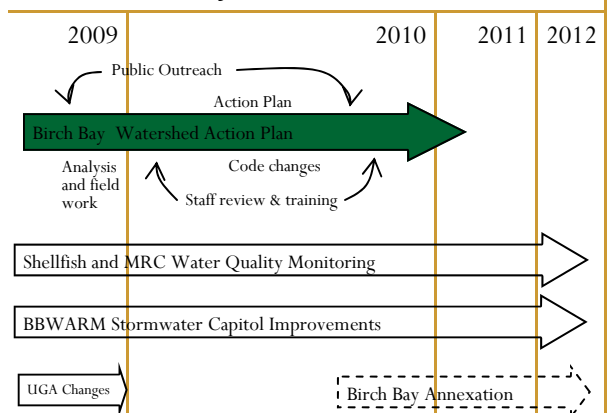 2009
2010
2011
2012
Public Outreach
Action Plan
Birch Bay Watershed Action Plan
Analysis
and field
work
Code changes
Staff review & training
Shellfish and MRC Water Quality Monitoring
BBWARM Stormwater Capitol Improvements
UGA Changes
Birch Bay Annexation